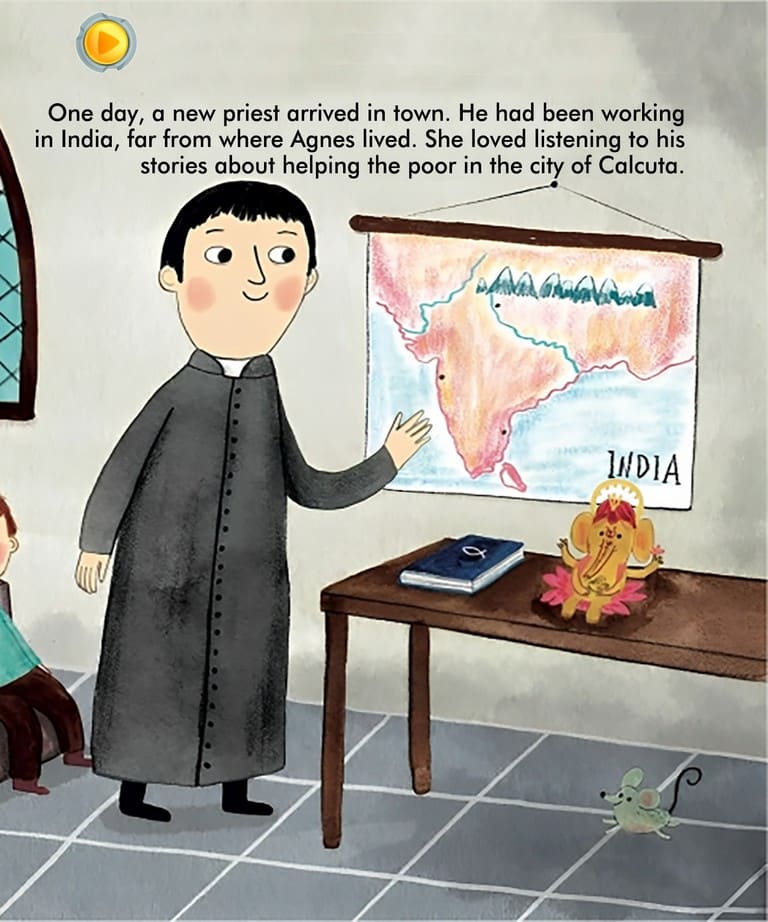 One day, a new priest arrived in town. He had been working
in India, far from where Agnes lived. She loved listening to his
stories about helping the poor in the city of Calcuta.
INDIA